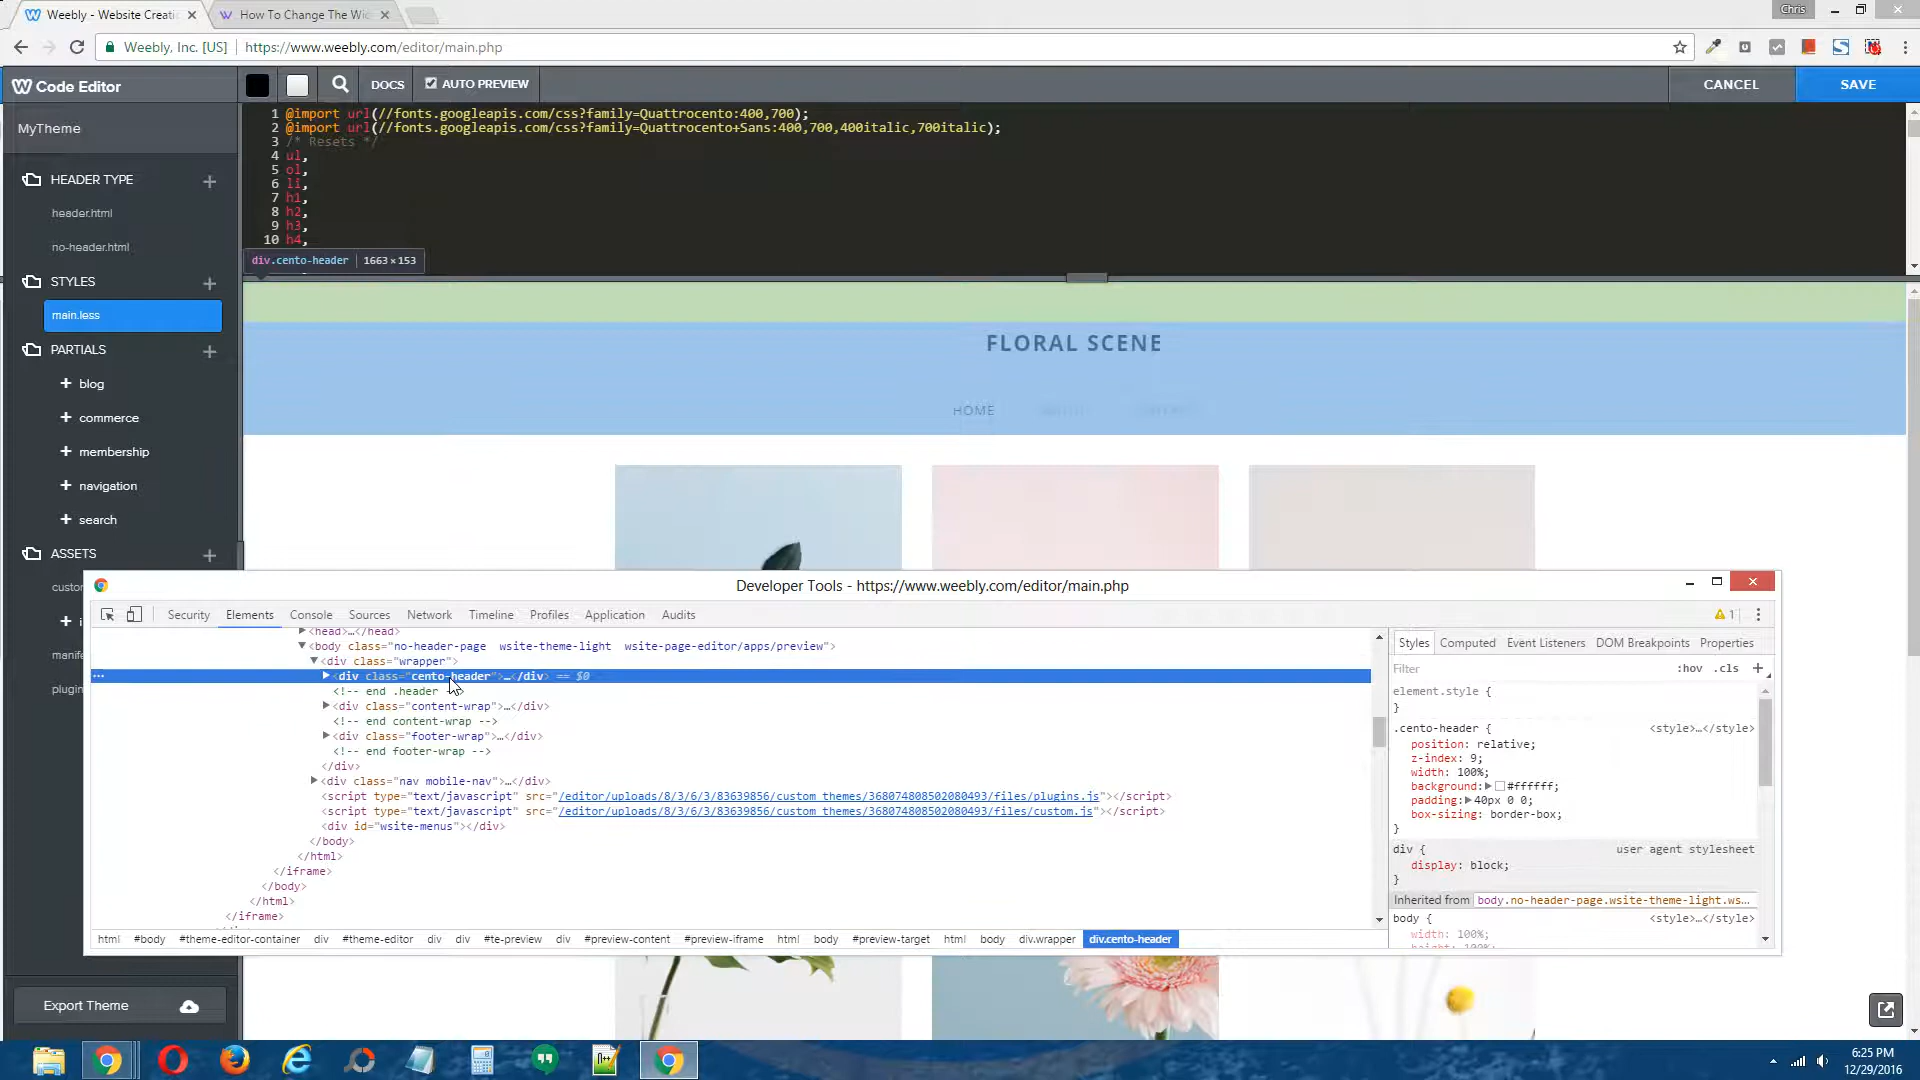 Weebly - Website Creati
How To Change The Wi
Chris
Weebly, Inc. [US]
https://www.weebly.com/editor/main.php
Code Editor
DOCS
AUTO PREVIEW
CANCEL
SAVE
MyTheme
HEADER TYPE
header.html
no-header.html
STYLES
main.less
PARTIALS
blog
commerce
membership
navigation
search
ASSETS
custo
i
manife
plugin
Export Theme
1 @import url(//fonts.googleapis.com/css?family=Quattrocento:400,700);
2 @import url(//fonts.googleapis.com/css?family=Quattrocento+Sans:400,700,400italic,700italic);
3 /* Resets */
4 ul,
5 ol,
6 li,
7 h1,
8 h2,
9 h3,
10 h4,
div.cento-header | 1663×153
FLORAL SCENE
HOME
Developer Tools - https://www.weebly.com/editor/main.php
Security Elements Console Sources Network Timeline Profiles Application Audits
1
<head>…</head>
<body class="no-header-page  wsite-theme-light  wsite-page-editor/apps/preview">
<div class="wrapper">
<div class="cento-header">…</div> == $0
<!-- end .header
<div class="content-wrap">…</div>
<!-- end content-wrap -->
<div class="footer-wrap">…</div>
<!-- end footer-wrap -->
</div>
<div class="nav mobile-nav">…</div>
<script type="text/javascript" src="/editor/uploads/8/3/6/3/83639856/custom_themes/368074808502080493/files/plugins.js"></script>
<script type="text/javascript" src="/editor/uploads/8/3/6/3/83639856/custom_themes/368074808502080493/files/custom.js"></script>
<div id="wsite-menus"></div>
</body>
</html>
</iframe>
</body>
</html>
</iframe>
html #body #theme-editor-container div #theme-editor div div #te-preview div #preview-content #preview-iframe html body #preview-target html body div.wrapper div.cento-header
Styles Computed Event Listeners DOM Breakpoints Properties
Filter :hov .cls +
element.style {
}
.cento-header { <style>…</style>
position: relative;
z-index: 9;
width: 100%;
background: #ffffff;
padding: 40px 0 0;
box-sizing: border-box;
}
div { user agent stylesheet
display: block;
}
Inherited from body.no-header-page.wsite-theme-light.ws…
body { <style>…</style>
width: 100%;
6:25 PM
12/29/2016